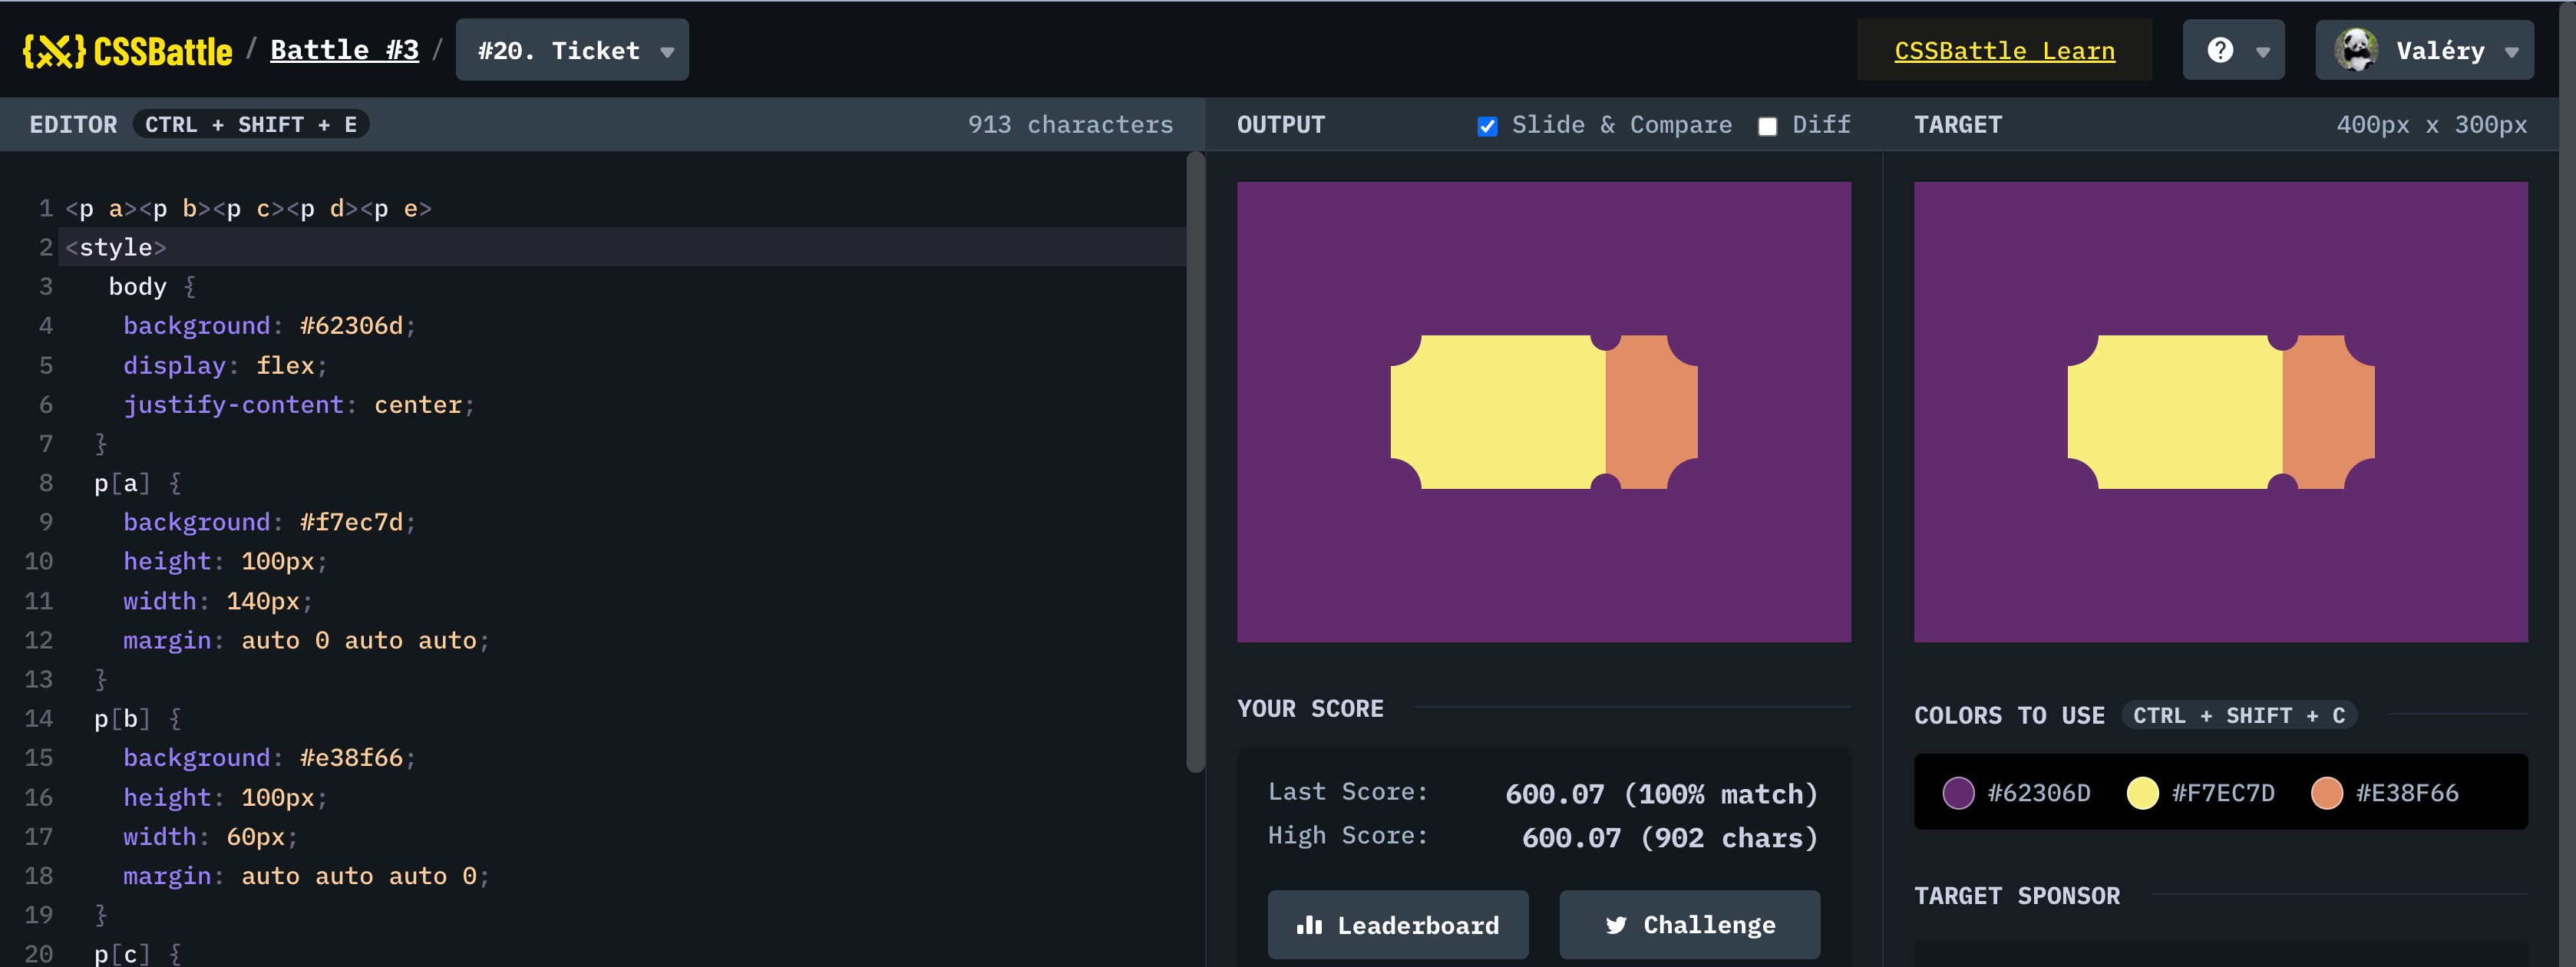 {X} CSSBattle / Battle #3 / #20. Ticket
CSSBattle Learn
?
Valéry
EDITOR CTRL + SHIFT + E 913 characters
1 <p a><p b><p c><p d><p e>
2 <style>
3 body {
4 background: #62306d;
5 display: flex;
6 justify-content: center;
7 }
8 p[a] {
9 background: #f7ec7d;
10 height: 100px;
11 width: 140px;
12 margin: auto 0 auto auto;
13 }
14 p[b] {
15 background: #e38f66;
16 height: 100px;
17 width: 60px;
18 margin: auto auto auto 0;
19 }
20 p[c] {
OUTPUT Slide & Compare Diff
YOUR SCORE
Last Score: 600.07 (100% match)
High Score: 600.07 (902 chars)
Leaderboard Challenge
TARGET 400px x 300px
COLORS TO USE CTRL + SHIFT + C
#62306D #F7EC7D #E38F66
TARGET SPONSOR